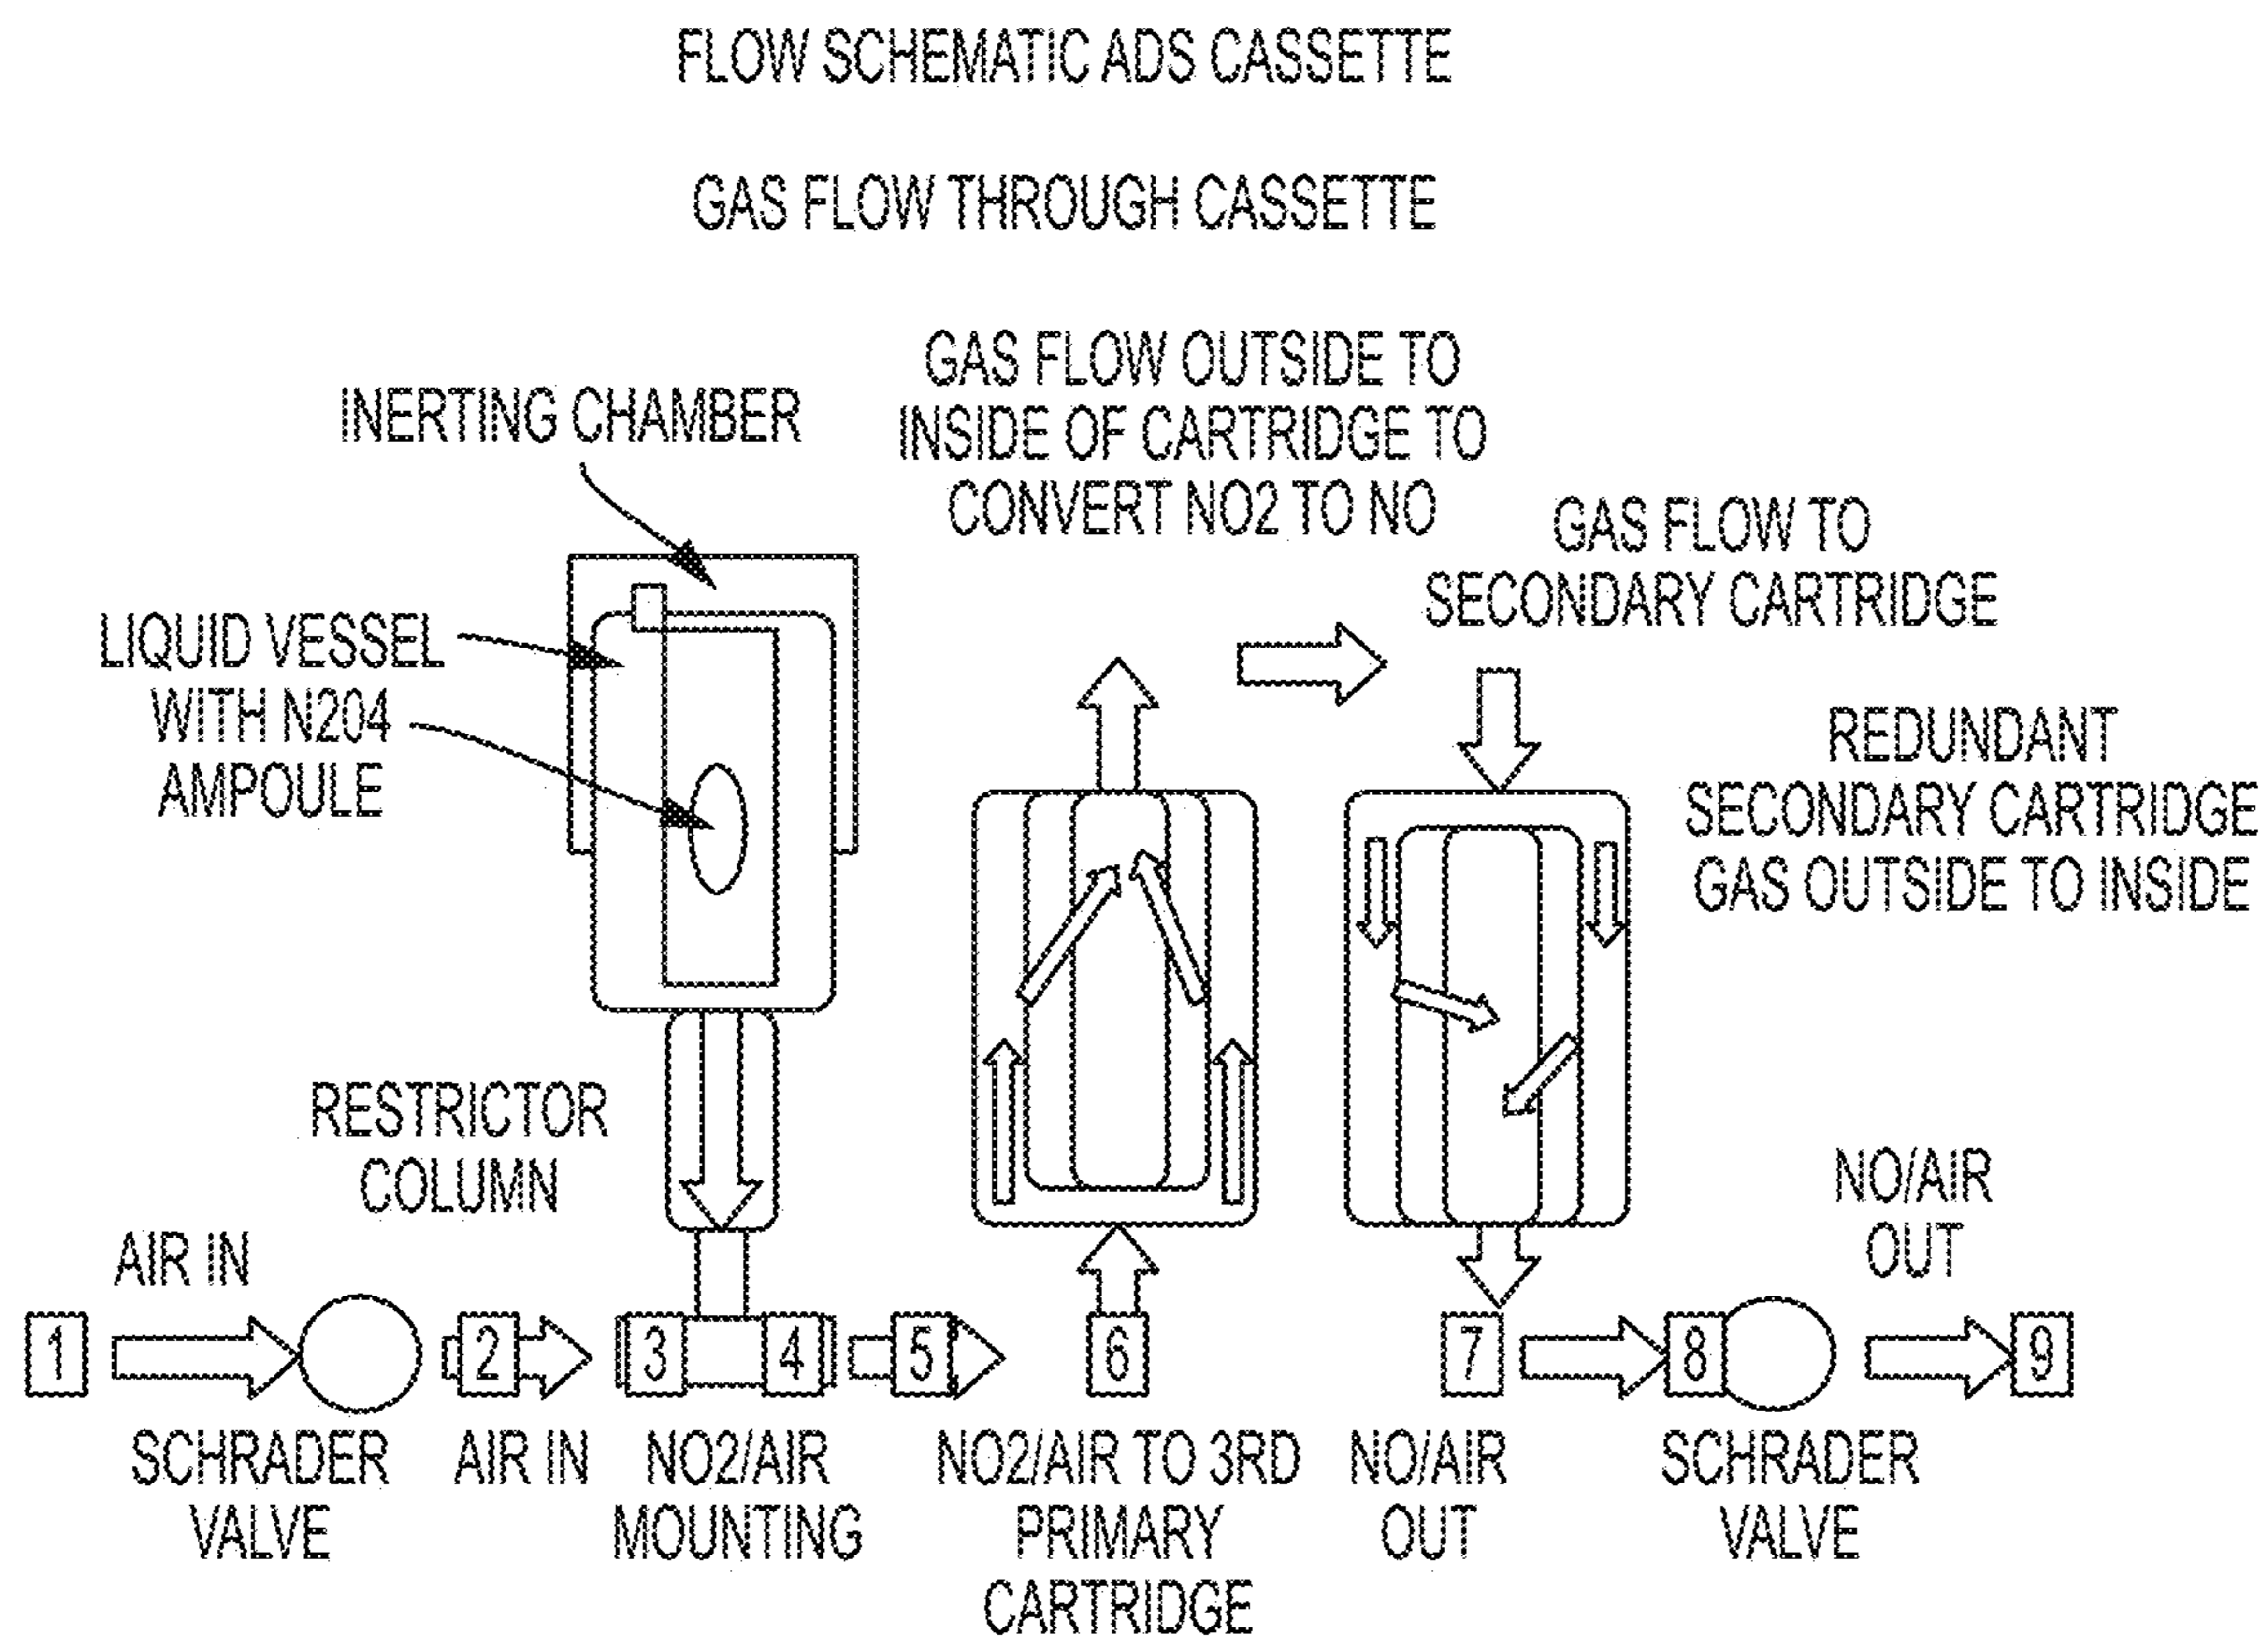 FLOW SCHEMATIC ADS CASSETTE
GAS FLOW THROUGH CASSETTE
GAS FLOW OUTSIDE TO
INSIDE OF CARTRIDGE TO
CONVERT NO2 TO NO
INERTING CHAMBER
GAS FLOW TO
SECONDARY CARTRIDGE
LIQUID VESSEL
WITH N204
AMPOULE
REDUNDANT
SECONDARY CARTRIDGE
GAS OUTSIDE TO INSIDE
RESTRICTOR
COLUMN
NO/AIR
OUT
AIR IN
1
2
3
4
5
6
7
8
9
SCHRADER
VALVE
AIR IN
NO2/AIR
MOUNTING
NO2/AIR TO 3RD
PRIMARY
CARTRIDGE
NO/AIR
OUT
SCHRADER
VALVE